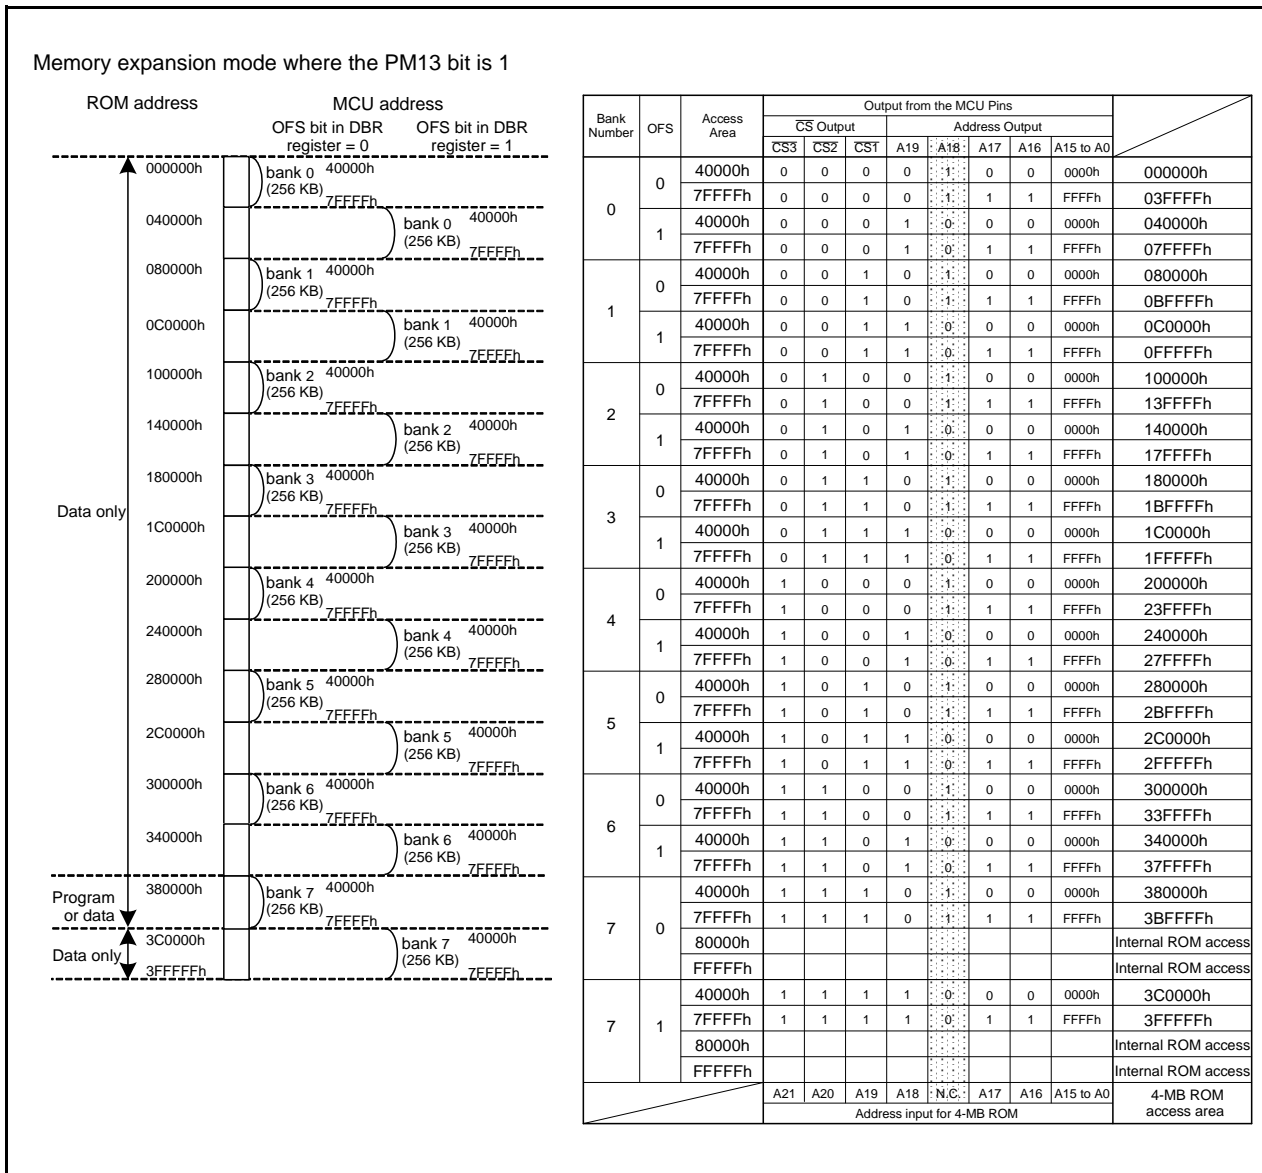 Memory expansion mode where the PM13 bit is 1
ROM address MCU address
OFS bit in DBR register = 0
OFS bit in DBR register = 1
000000h bank 0 (256 KB) 40000h 7FFFFh
040000h bank 0 (256 KB) 40000h 7FFFFh
080000h bank 1 (256 KB) 40000h 7FFFFh
0C0000h bank 1 (256 KB) 40000h 7FFFFh
100000h bank 2 (256 KB) 40000h 7FFFFh
140000h bank 2 (256 KB) 40000h 7FFFFh
180000h bank 3 (256 KB) 40000h 7FFFFh
Data only
1C0000h bank 3 (256 KB) 40000h 7FFFFh
200000h bank 4 (256 KB) 40000h 7FFFFh
240000h bank 4 (256 KB) 40000h 7FFFFh
280000h bank 5 (256 KB) 40000h 7FFFFh
2C0000h bank 5 (256 KB) 40000h 7FFFFh
300000h bank 6 (256 KB) 40000h 7FFFFh
340000h bank 6 (256 KB) 40000h 7FFFFh
Program or data
380000h bank 7 (256 KB) 40000h 7FFFFh
Data only
3C0000h bank 7 (256 KB) 40000h 7FFFFh
3FFFFFh
Bank Number OFS Access Area Output from the MCU Pins
CS Output Address Output
CS3 CS2 CS1 A19 A18 A17 A16 A15 to A0
0 0 40000h 0 0 0 0 1 0 0 0000h 000000h
7FFFFh 0 0 0 0 1 1 1 FFFFh 03FFFFh
1 40000h 0 0 0 1 0 0 0 0000h 040000h
7FFFFh 0 0 0 1 0 1 1 FFFFh 07FFFFh
1 0 40000h 0 0 1 0 1 0 0 0000h 080000h
7FFFFh 0 0 1 0 1 1 1 FFFFh 0BFFFFh
1 40000h 0 0 1 1 0 0 0 0000h 0C0000h
7FFFFh 0 0 1 1 0 1 1 FFFFh 0FFFFFh
2 0 40000h 0 1 0 0 1 0 0 0000h 100000h
7FFFFh 0 1 0 0 1 1 1 FFFFh 13FFFFh
1 40000h 0 1 0 1 0 0 0 0000h 140000h
7FFFFh 0 1 0 1 0 1 1 FFFFh 17FFFFh
3 0 40000h 0 1 1 0 1 0 0 0000h 180000h
7FFFFh 0 1 1 0 1 1 1 FFFFh 1BFFFFh
1 40000h 0 1 1 1 0 0 0 0000h 1C0000h
7FFFFh 0 1 1 1 0 1 1 FFFFh 1FFFFFh
4 0 40000h 1 0 0 0 1 0 0 0000h 200000h
7FFFFh 1 0 0 0 1 1 1 FFFFh 23FFFFh
1 40000h 1 0 0 1 0 0 0 0000h 240000h
7FFFFh 1 0 0 1 0 1 1 FFFFh 27FFFFh
5 0 40000h 1 0 1 0 1 0 0 0000h 280000h
7FFFFh 1 0 1 0 1 1 1 FFFFh 2BFFFFh
1 40000h 1 0 1 1 0 0 0 0000h 2C0000h
7FFFFh 1 0 1 1 0 1 1 FFFFh 2FFFFFh
6 0 40000h 1 1 0 0 1 0 0 0000h 300000h
7FFFFh 1 1 0 0 1 1 1 FFFFh 33FFFFh
1 40000h 1 1 0 1 0 0 0 0000h 340000h
7FFFFh 1 1 0 1 0 1 1 FFFFh 37FFFFh
7 0 40000h 1 1 1 0 1 0 0 0000h 380000h
7FFFFh 1 1 1 0 1 1 1 FFFFh 3BFFFFh
80000h Internal ROM access
FFFFFh Internal ROM access
7 1 40000h 1 1 1 1 0 0 0 0000h 3C0000h
7FFFFh 1 1 1 1 0 1 1 FFFFh 3FFFFFh
80000h Internal ROM access
FFFFFh Internal ROM access
A21 A20 A19 A18 N.C. A17 A16 A15 to A0 4-MB ROM access area
Address input for 4-MB ROM